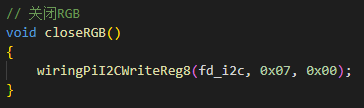 // 关闭RGB
void closeRGB()
{
    wiringPiI2CWriteReg8(fd_i2c, 0x07, 0x00);
}